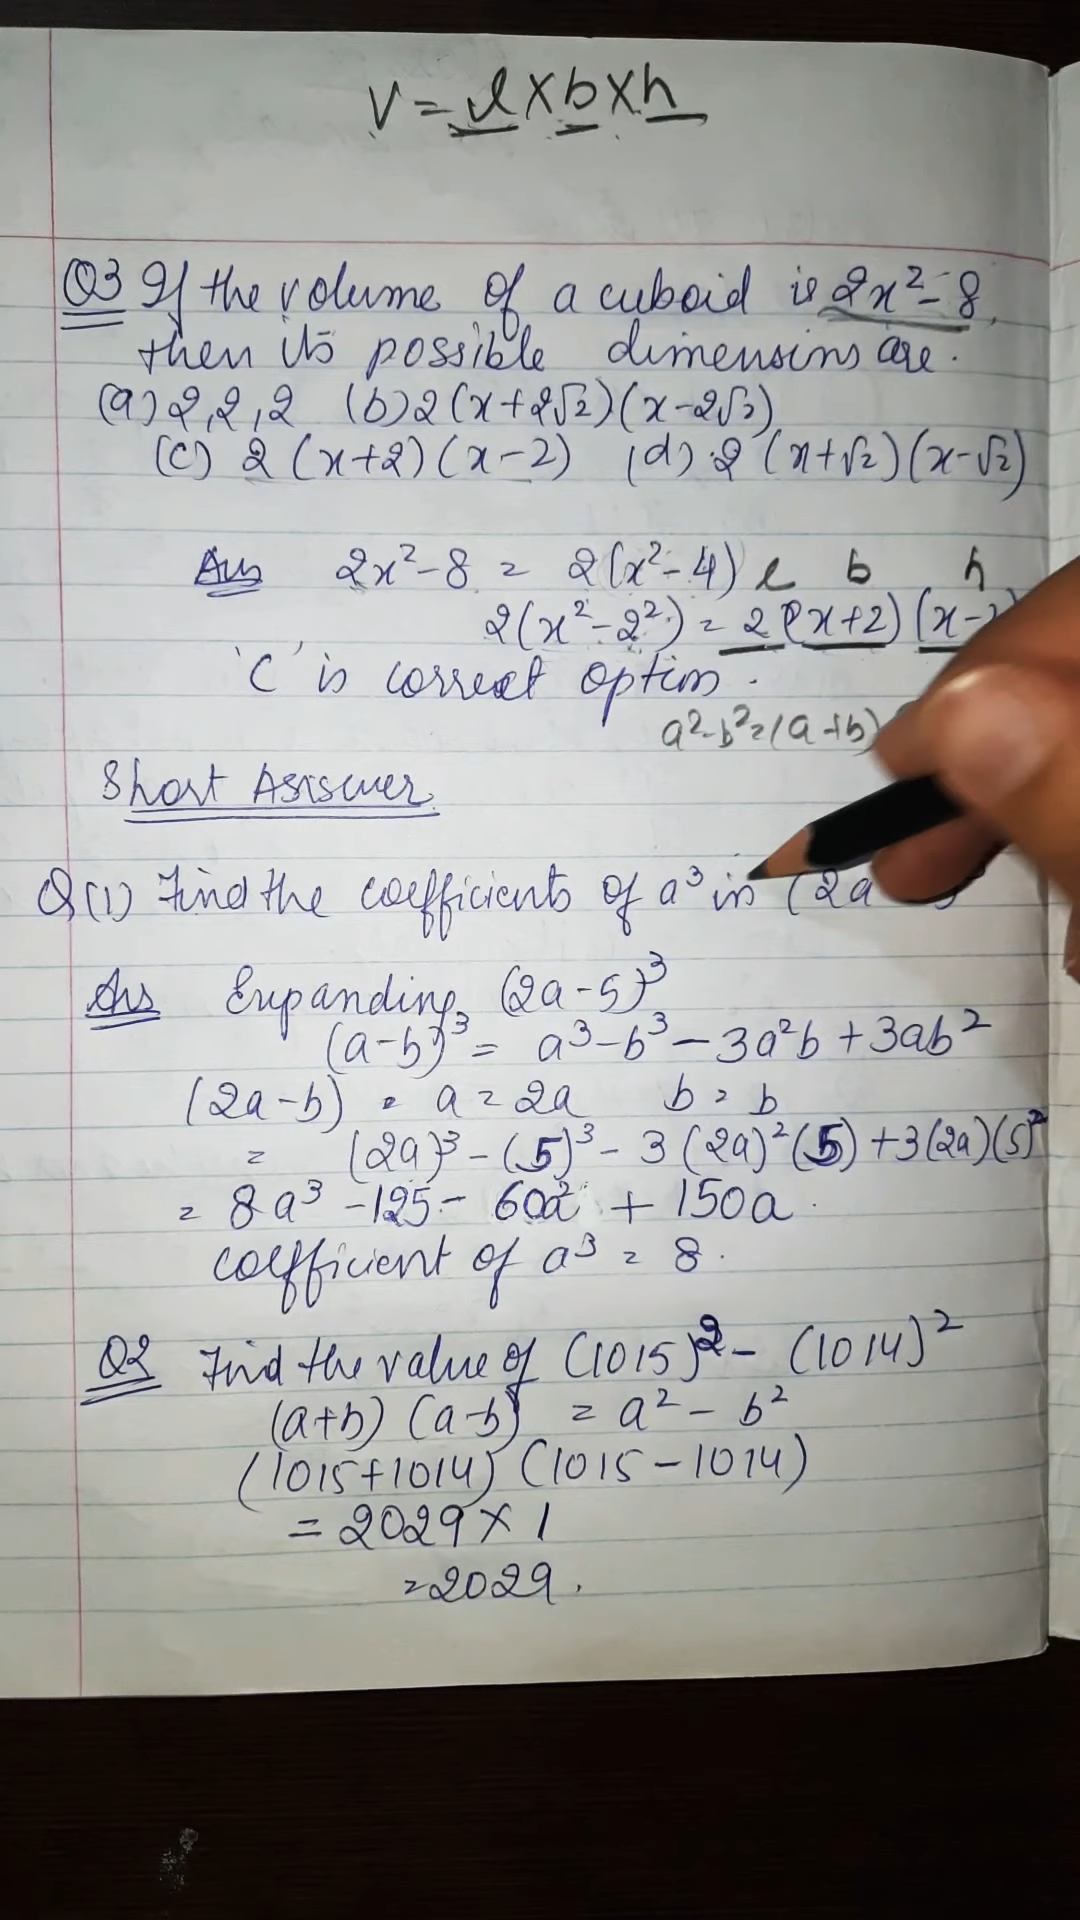 V = l × b × h
Q3 If the volume of a cuboid is 2x² - 8,
then its possible dimensins are.
(a) 2, 2, 2 (b) 2(x+2√2)(x-2√2)
(c) 2 (x+2) (x-2) (d) 2 (x+√2)(x-√2)
Ans 2x² - 8 = 2(x² - 4) l b h
2(x² - 2²) = 2 (x+2) (x-
'C' is correct option.
a²-b²=(a+b)
Short Asnswer
Q(1) Find the coefficients of a³ in (2a
Ans Expanding (2a-5)³
(a-b)³ = a³-b³-3a²b+3ab²
(2a-b) = a=2a b=b
= (2a)³-(5)³-3(2a)²(5)+3(2a)(5)²
= 8a³ -125- 60a² + 150a.
coefficient of a³ = 8.
Q2 Find the value of (1015)² - (1014)²
(a+b) (a-b) = a² - b²
(1015+1014) (1015-1014)
= 2029 × 1
=2029.